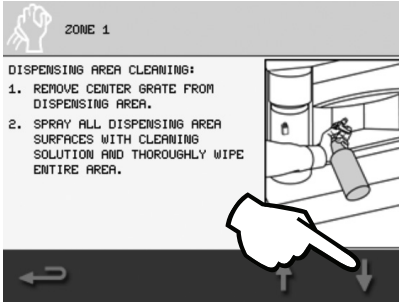 ZONE 1
DISPENSING AREA CLEANING:
1. REMOVE CENTER GRATE FROM
DISPENSING AREA.
2. SPRAY ALL DISPENSING AREA
SURFACES WITH CLEANING
SOLUTION AND THOROUGHLY WIPE
ENTIRE AREA.